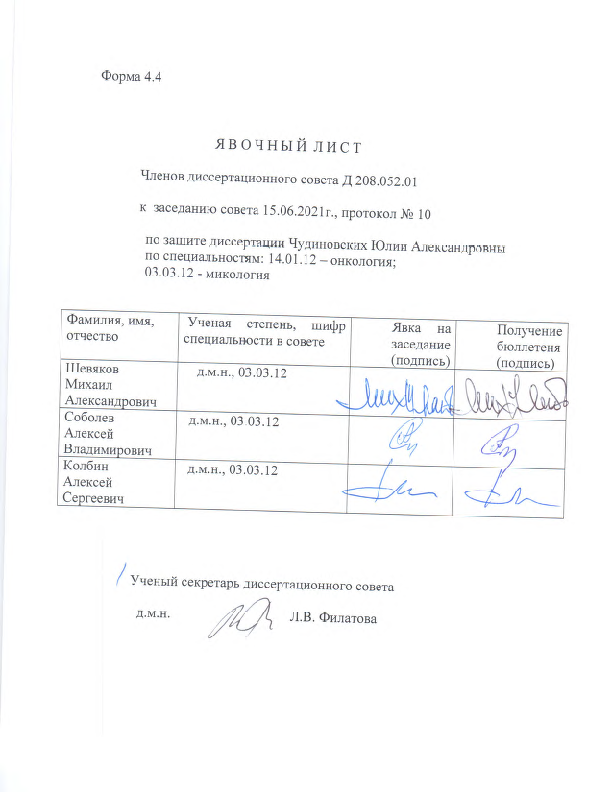 Форма 4.4
ЯВОЧНЫЙ ЛИСТ
Членов диссертационного совета Д 208.052.01
к заседанию совета 15.06.2021г., протокол № 10
по защите диссертации Чудиновских Юлии Александровны
по специальностям: 14.01.12 – онкология;
03.03.12 - микология
Фамилия, имя, отчество
Ученая степень, шифр специальности в совете
Явка на заседание (подпись)
Получение бюллетеня (подпись)
Шевяков
Михаил
Александрович
д.м.н., 03.03.12
Соболев
Алексей
Владимирович
д.м.н., 03.03.12
Колбин
Алексей
Сергеевич
д.м.н., 03.03.12
Ученый секретарь диссертационного совета
д.м.н. Л.В. Филатова